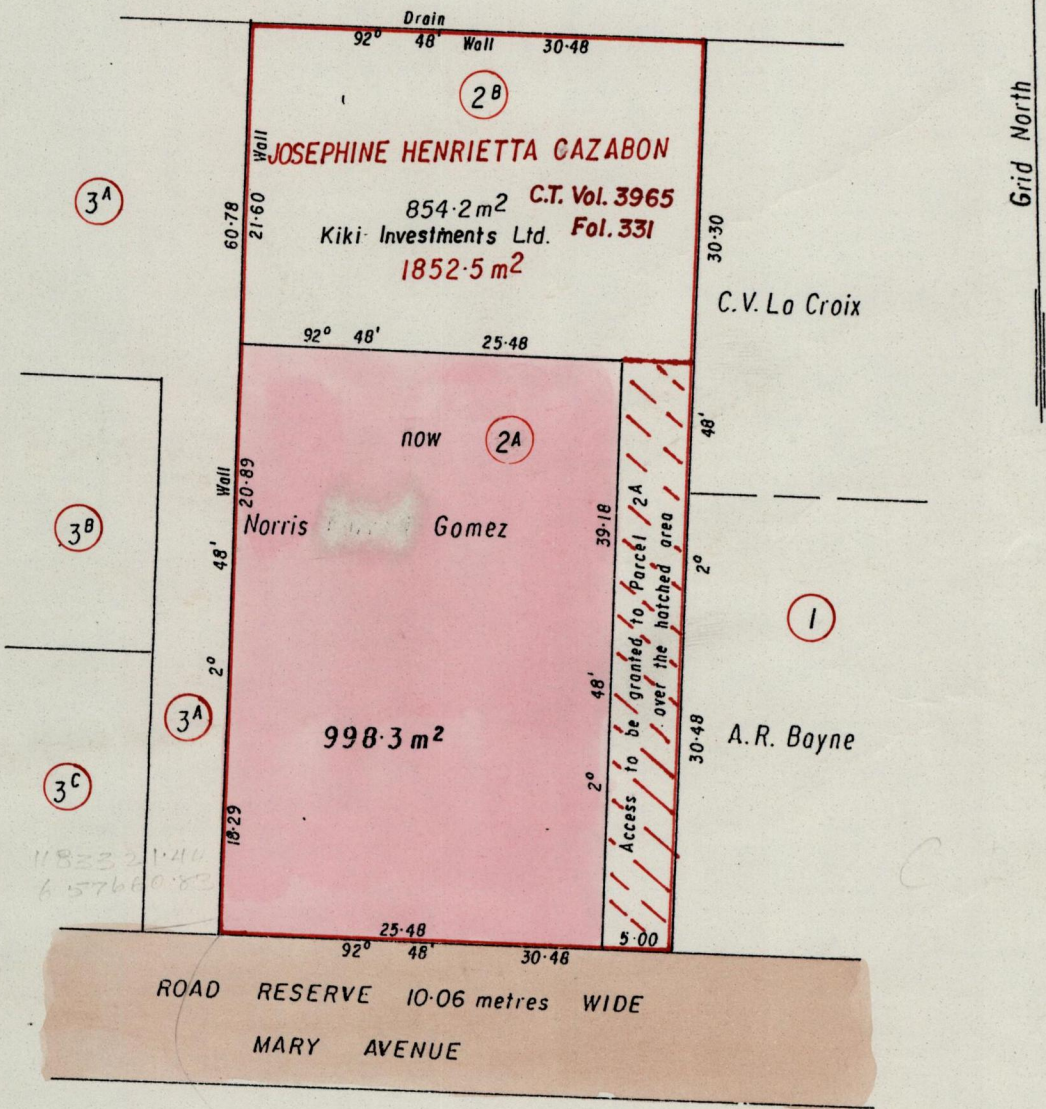 Drain
92° 48' Wall 30·48
2B
Wall
JOSEPHINE HENRIETTA GAZABON
3A
60·78
21·60
854·2 m² C.T. Vol. 3965
Kiki Investments Ltd. Fol. 331
1852·5 m²
30·30
Grid North
C.V. La Croix
92° 48' 25·48
now 2A
48'
Wall
20·89
Norris Gomez
39·18
3B
48'
2°
1
2°
48'
Access to be granted to Parcel 2A
over the hatched area
3A
998·3 m²
30·48
A.R. Bayne
2°
3C
18·29
25·48
5·00
92° 48' 30·48
ROAD RESERVE 10·06 metres WIDE
MARY AVENUE